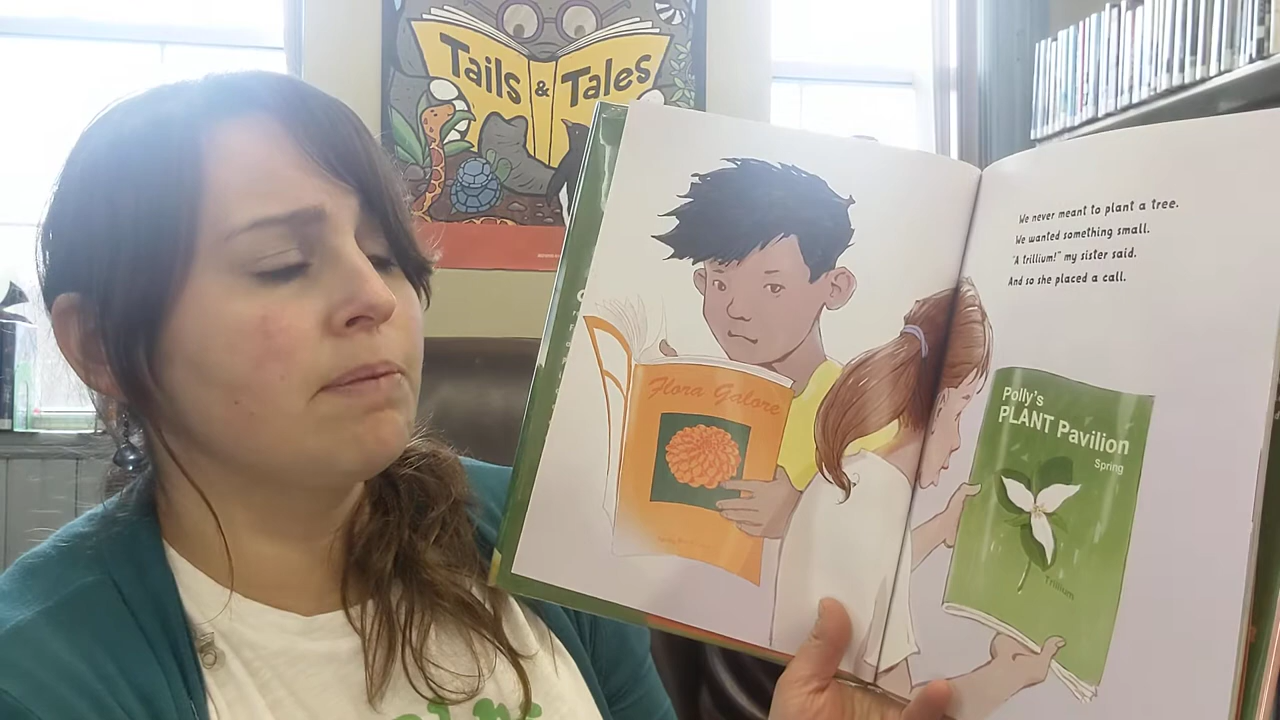 Tails & Tales
We never meant to plant a tree.
We wanted something small.
"A trillium!" my sister said.
And so she placed a call.
Flora Galore
Polly's
PLANT Pavilion
Spring
Trillium